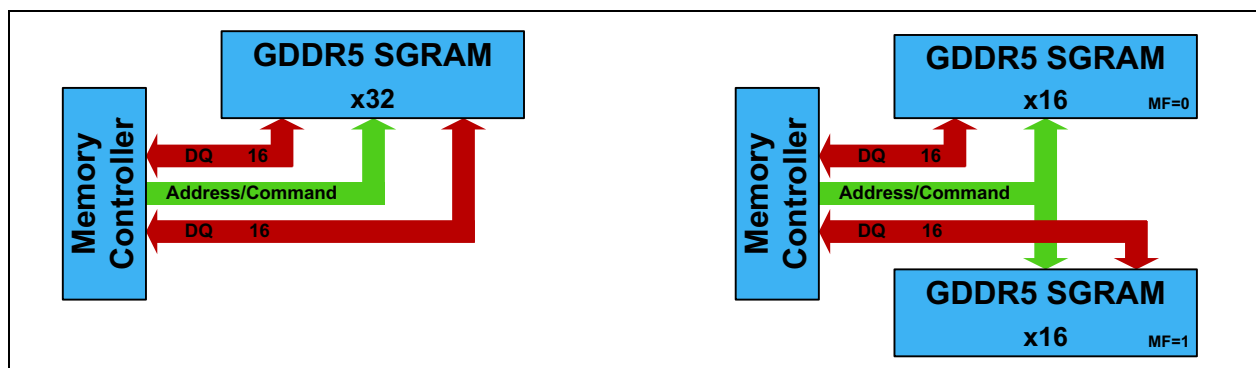 GDDR5 SGRAM
x32
Memory
Controller
DQ 16
Address/Command
DQ 16
GDDR5 SGRAM
x16 MF=0
Memory
Controller
DQ 16
Address/Command
DQ 16
GDDR5 SGRAM
x16 MF=1